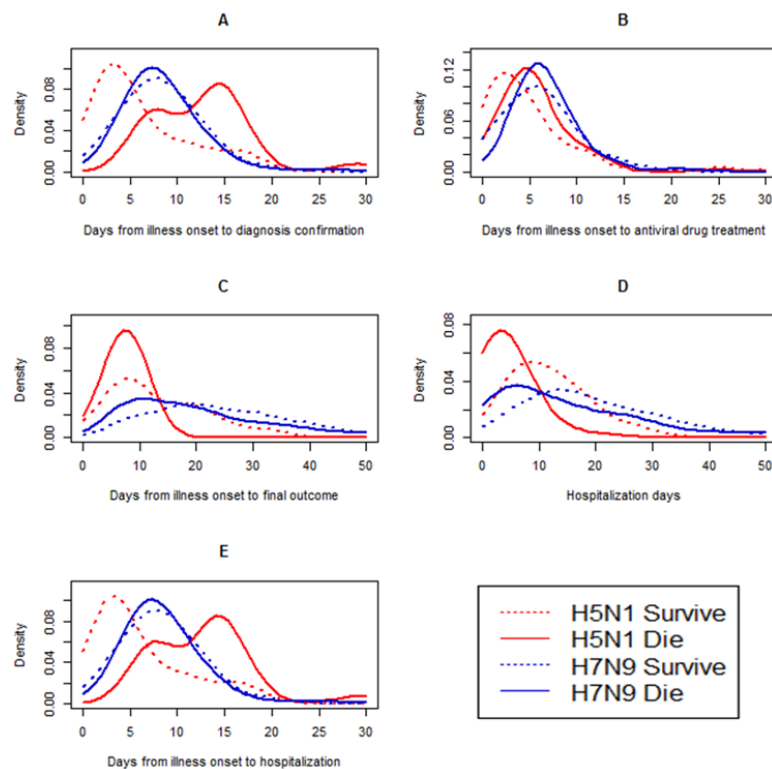 A
Density
0.00 0.04 0.08
0 5 10 15 20 25 30
Days from illness onset to diagnosis confirmation
B
Density
0.00 0.06 0.12
0 5 10 15 20 25 30
Days from illness onset to antiviral drug treatment
C
Density
0.00 0.04 0.08
0 10 20 30 40 50
Days from illness onset to final outcome
D
Density
0.00 0.04 0.08
0 10 20 30 40 50
Hospitalization days
E
Density
0.00 0.04 0.08
0 5 10 15 20 25 30
Days from illness onset to hospitalization
H5N1 Survive
H5N1 Die
H7N9 Survive
H7N9 Die